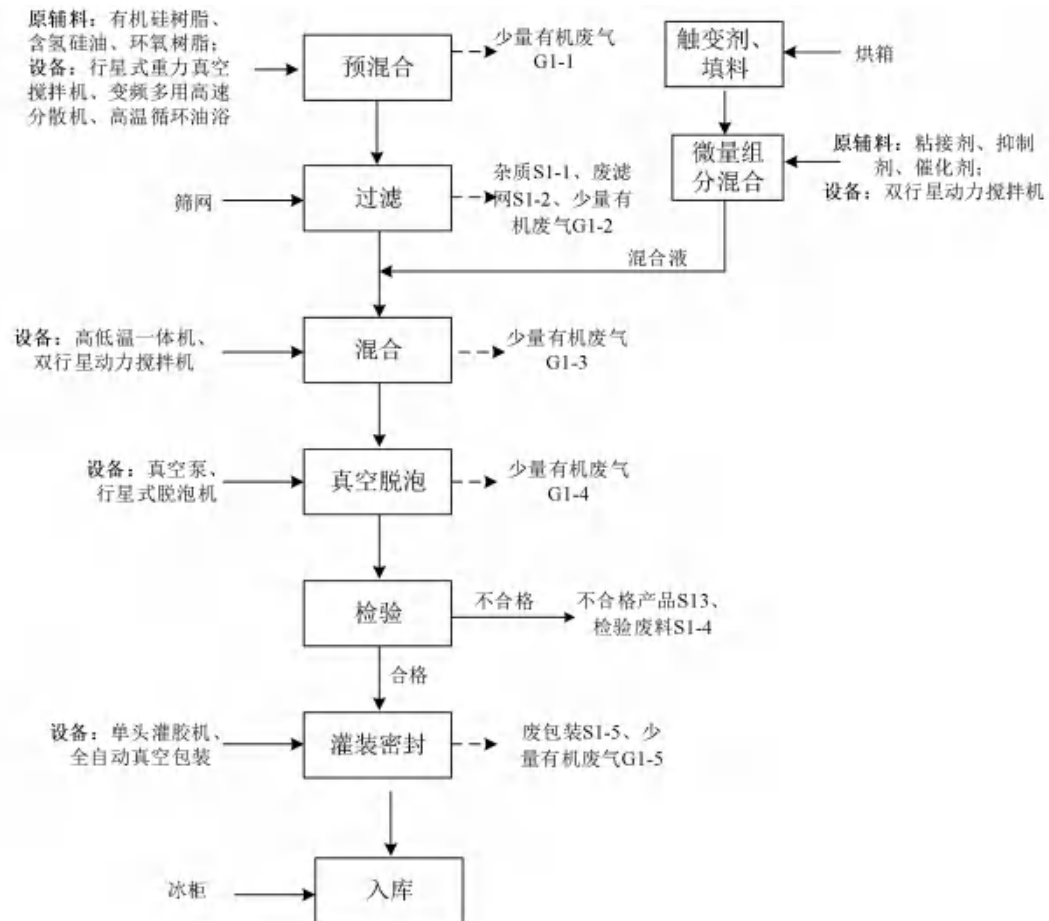 原辅料：有机硅树脂、
含氢硅油、环氧树脂；
设备：行星式重力真空
搅拌机、变频多用高速
分散机、高温循环油浴
预混合
少量有机废气
G1-1
触变剂、
填料
烘箱
微量组
分混合
原辅料：粘接剂、抑制
剂、催化剂；
设备：双行星动力搅拌机
筛网
过滤
杂质S1-1、废滤
网S1-2、少量有
机废气G1-2
混合液
设备：高低温一体机、
双行星动力搅拌机
混合
少量有机废气
G1-3
设备：真空泵、
行星式脱泡机
真空脱泡
少量有机废气
G1-4
检验
不合格
不合格产品S13、
检验废料S1-4
合格
设备：单头灌胶机、
全自动真空包装
灌装密封
废包装S1-5、少
量有机废气G1-5
冰柜
入库